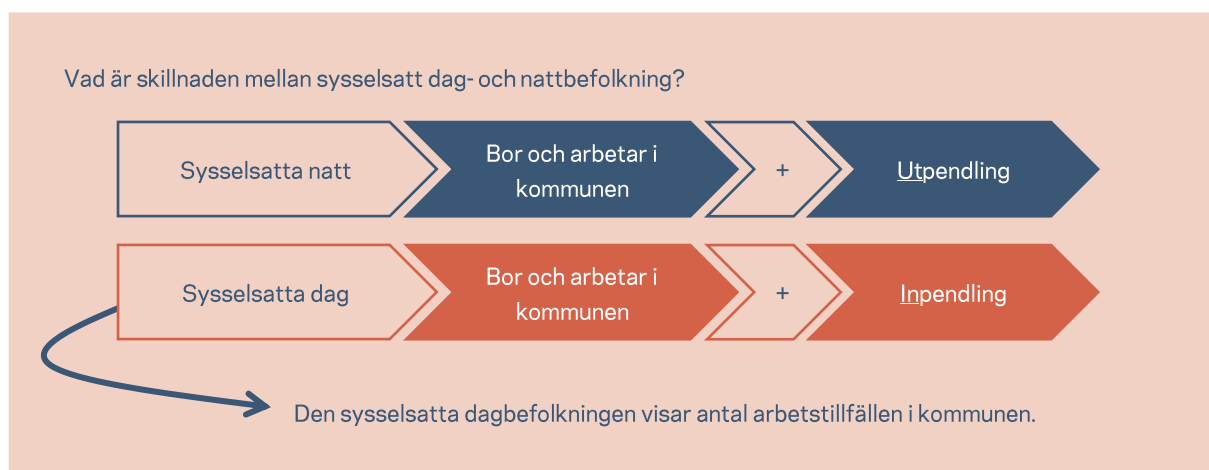 Vad är skillnaden mellan sysselsatt dag- och nattbefolkning?
Sysselsatta natt
Bor och arbetar i
kommunen
+
Utpendling
Sysselsatta dag
Bor och arbetar i
kommunen
+
Inpendling
Den sysselsatta dagbefolkningen visar antal arbetstillfällen i kommunen.